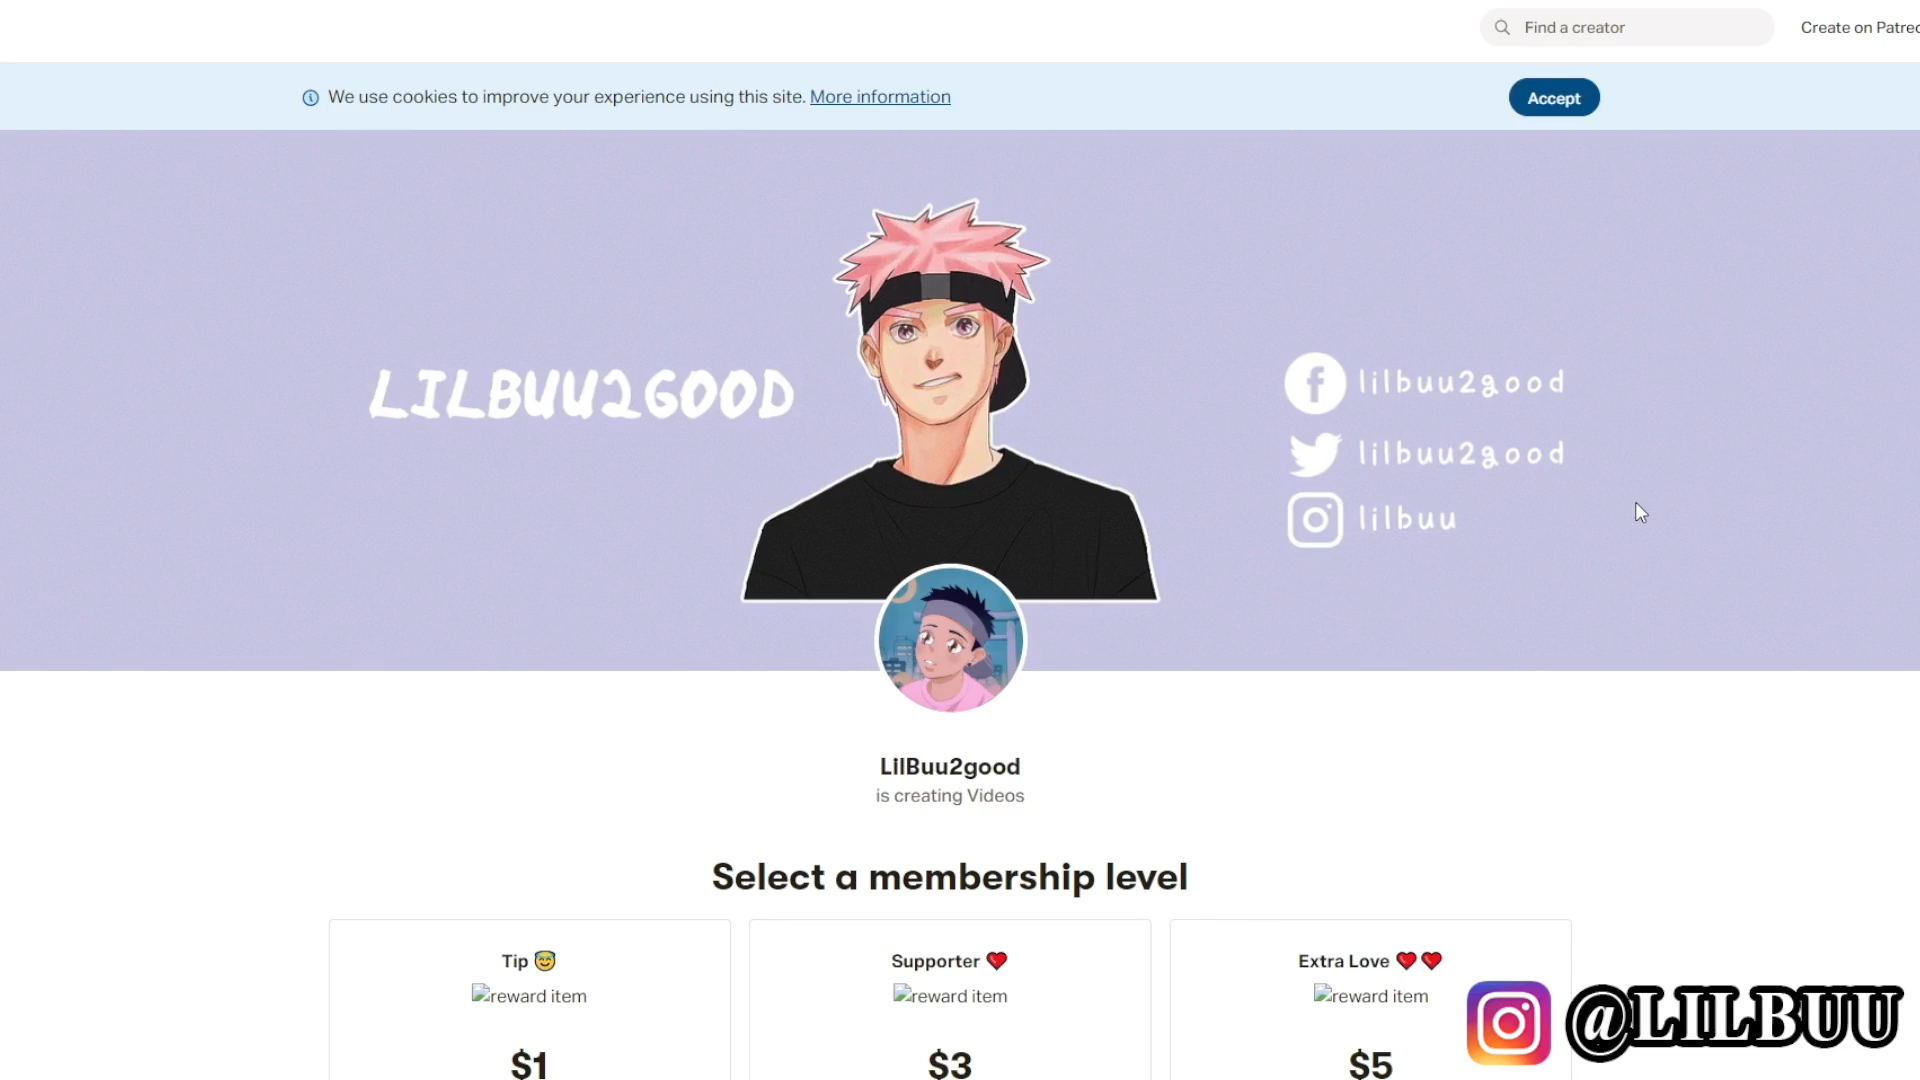 Find a creator
Create on Patreo
We use cookies to improve your experience using this site. More information
Accept
LILBUU2GOOD
lilbuu2good
lilbuu2good
lilbuu
LilBuu2good
is creating Videos
Select a membership level
Tip 😇
reward item
$1
Supporter ❤️
reward item
$3
Extra Love ❤️❤️
reward item
$5
@LILBUU